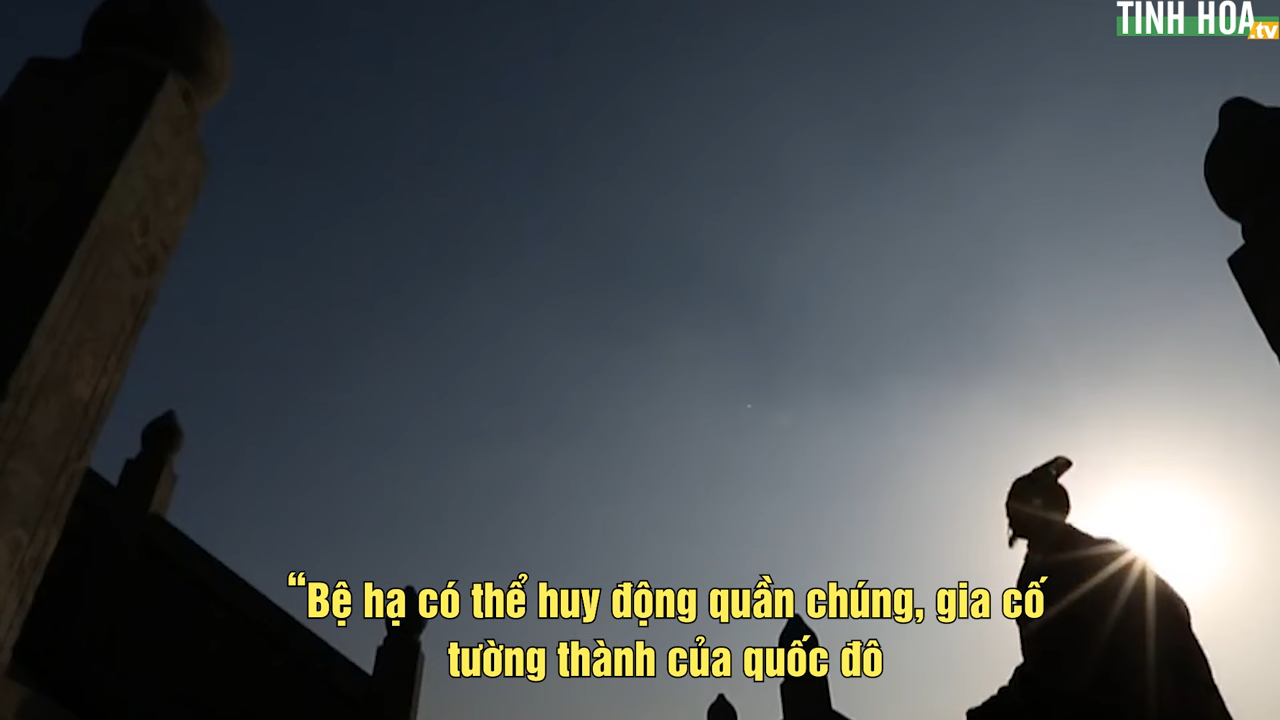 TINH HOA
.tv
“Bệ hạ có thể huy động quần chúng, gia cố
tường thành của quốc đô